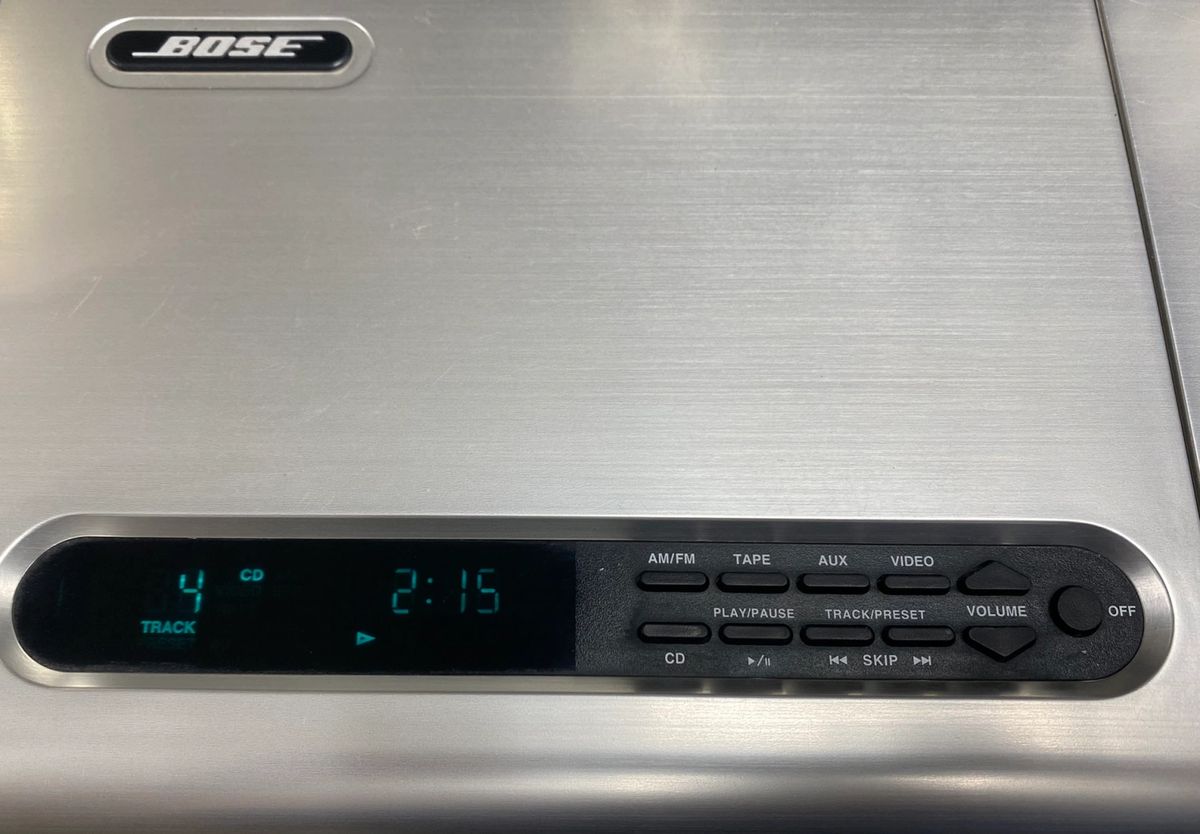 BOSE
AM/FM TAPE AUX VIDEO
4 CD 2:15
TRACK
PLAY/PAUSE TRACK/PRESET VOLUME OFF
CD ▶/II ⏮ SKIP ⏭